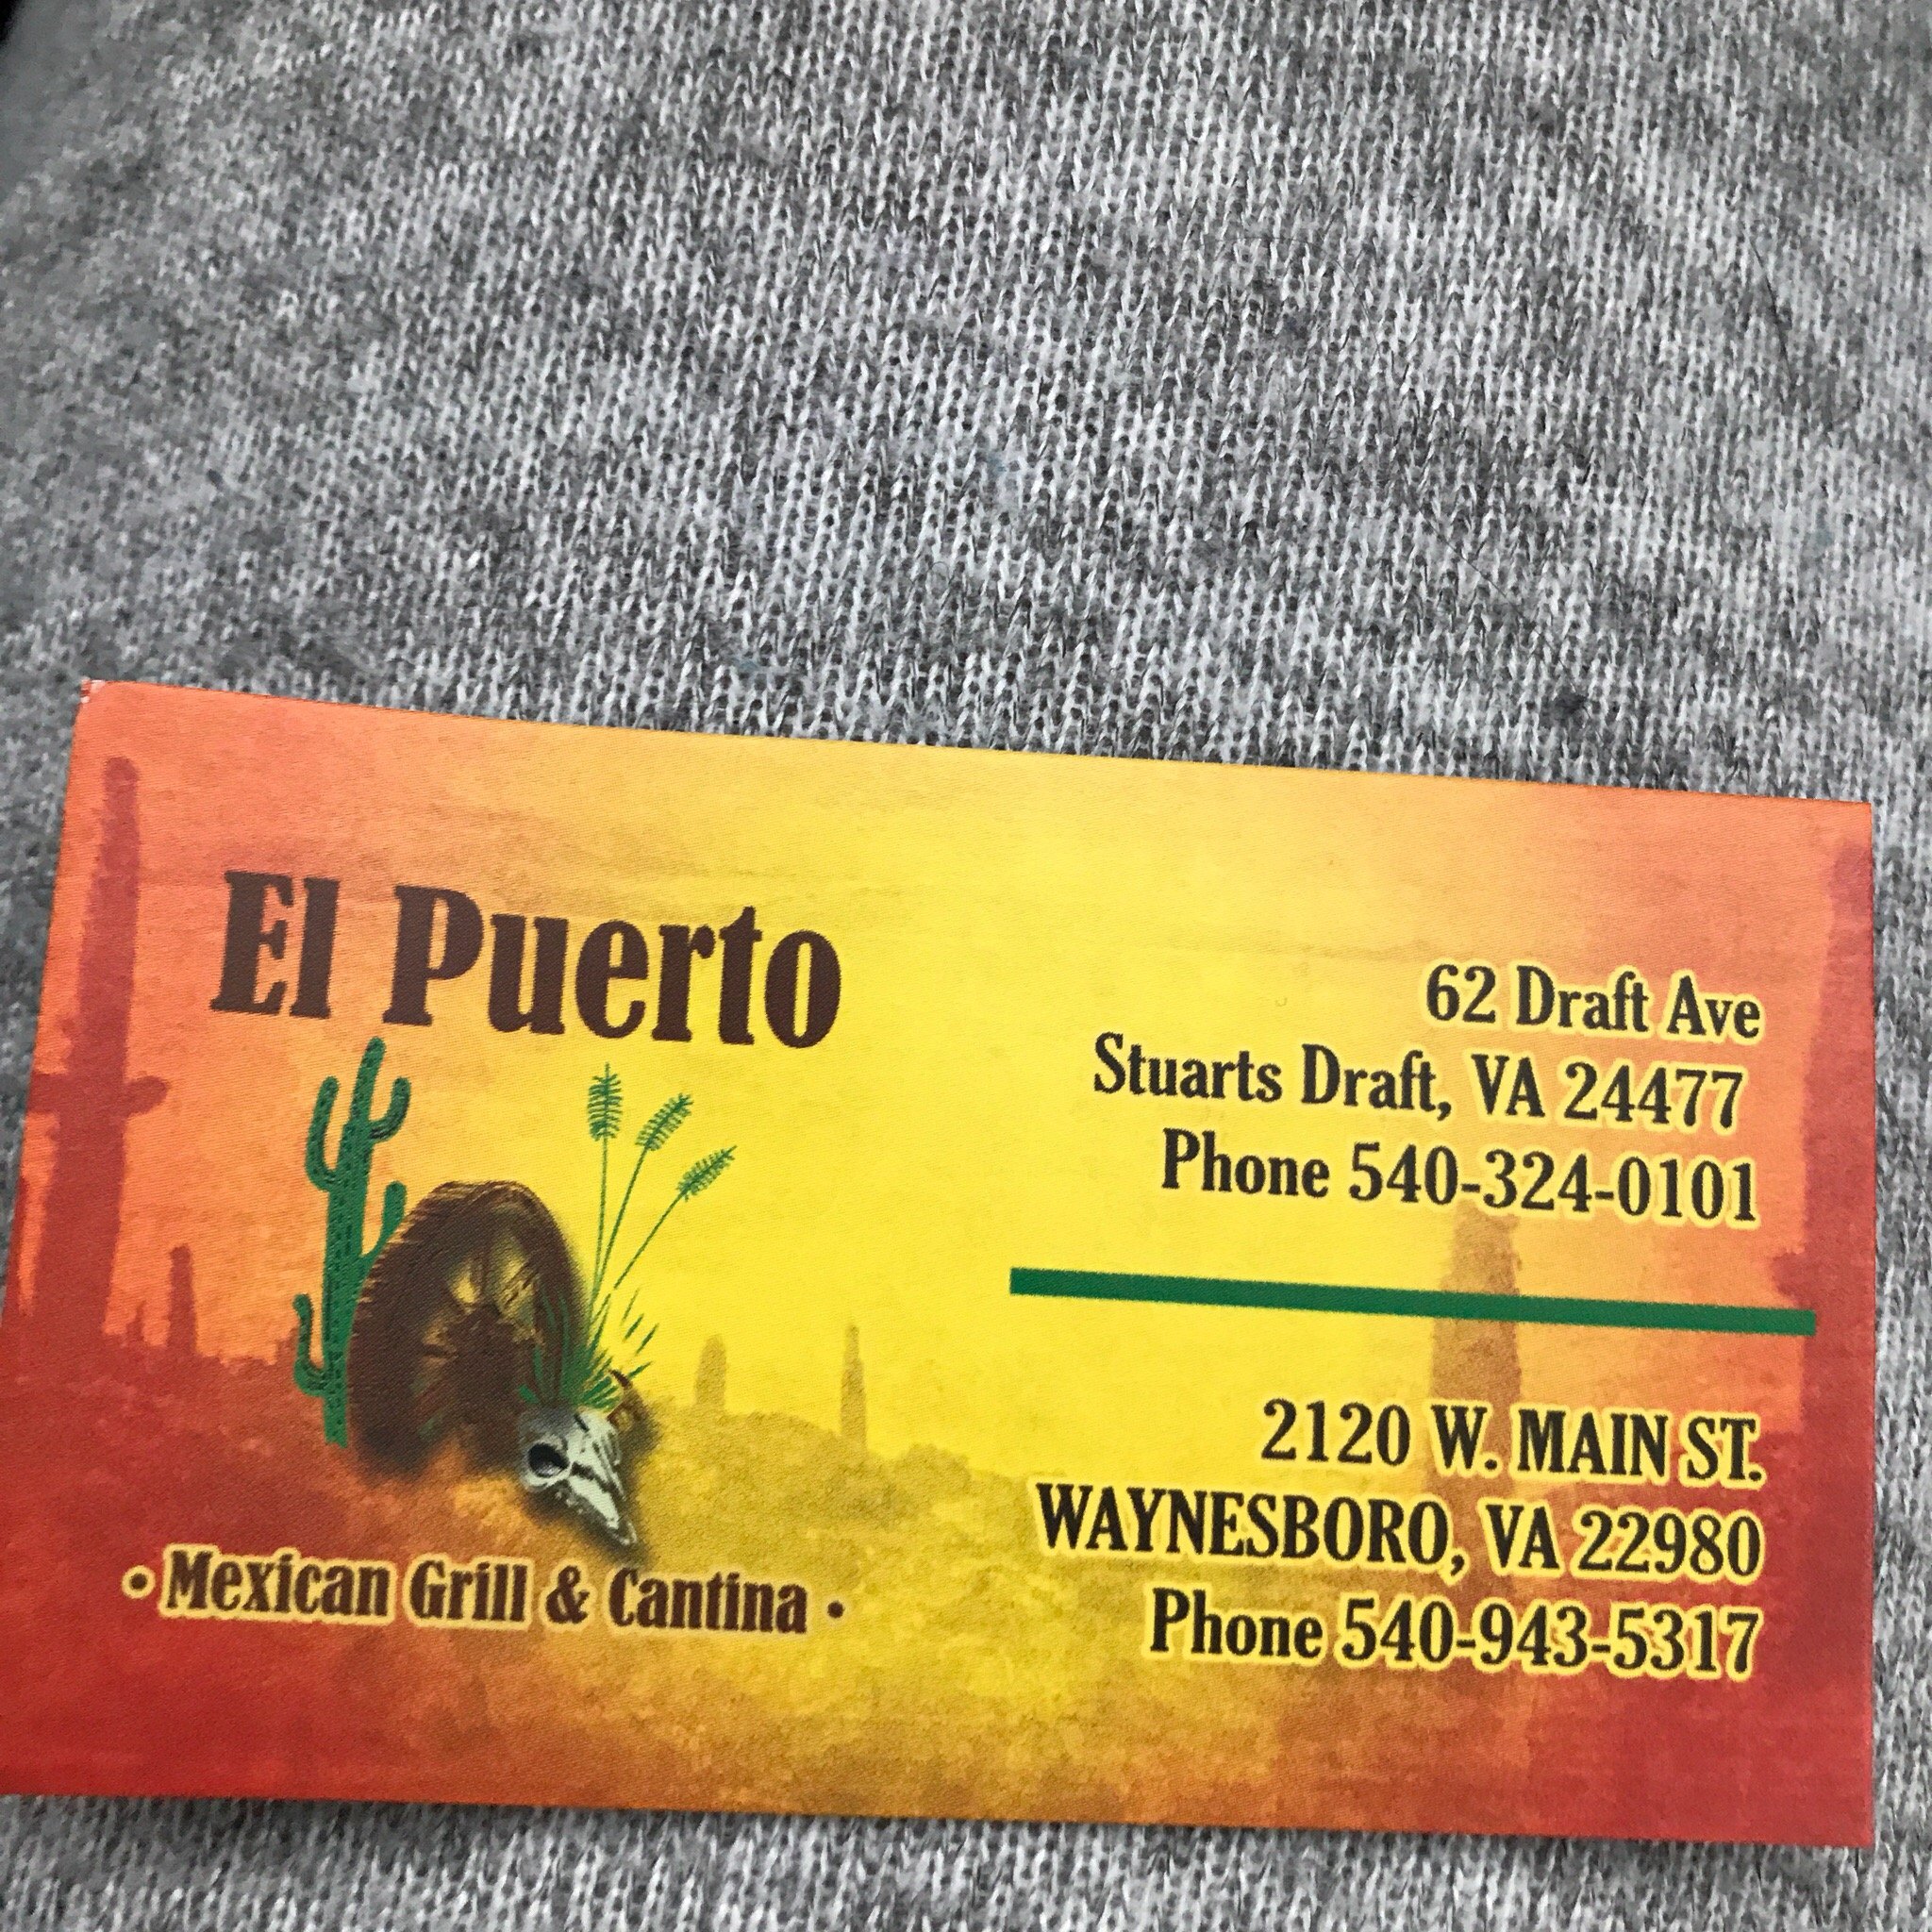 El Puerto
• Mexican Grill & Cantina •
62 Draft Ave
Stuarts Draft, VA 24477
Phone 540-324-0101
2120 W. MAIN ST.
WAYNESBORO, VA 22980
Phone 540-943-5317